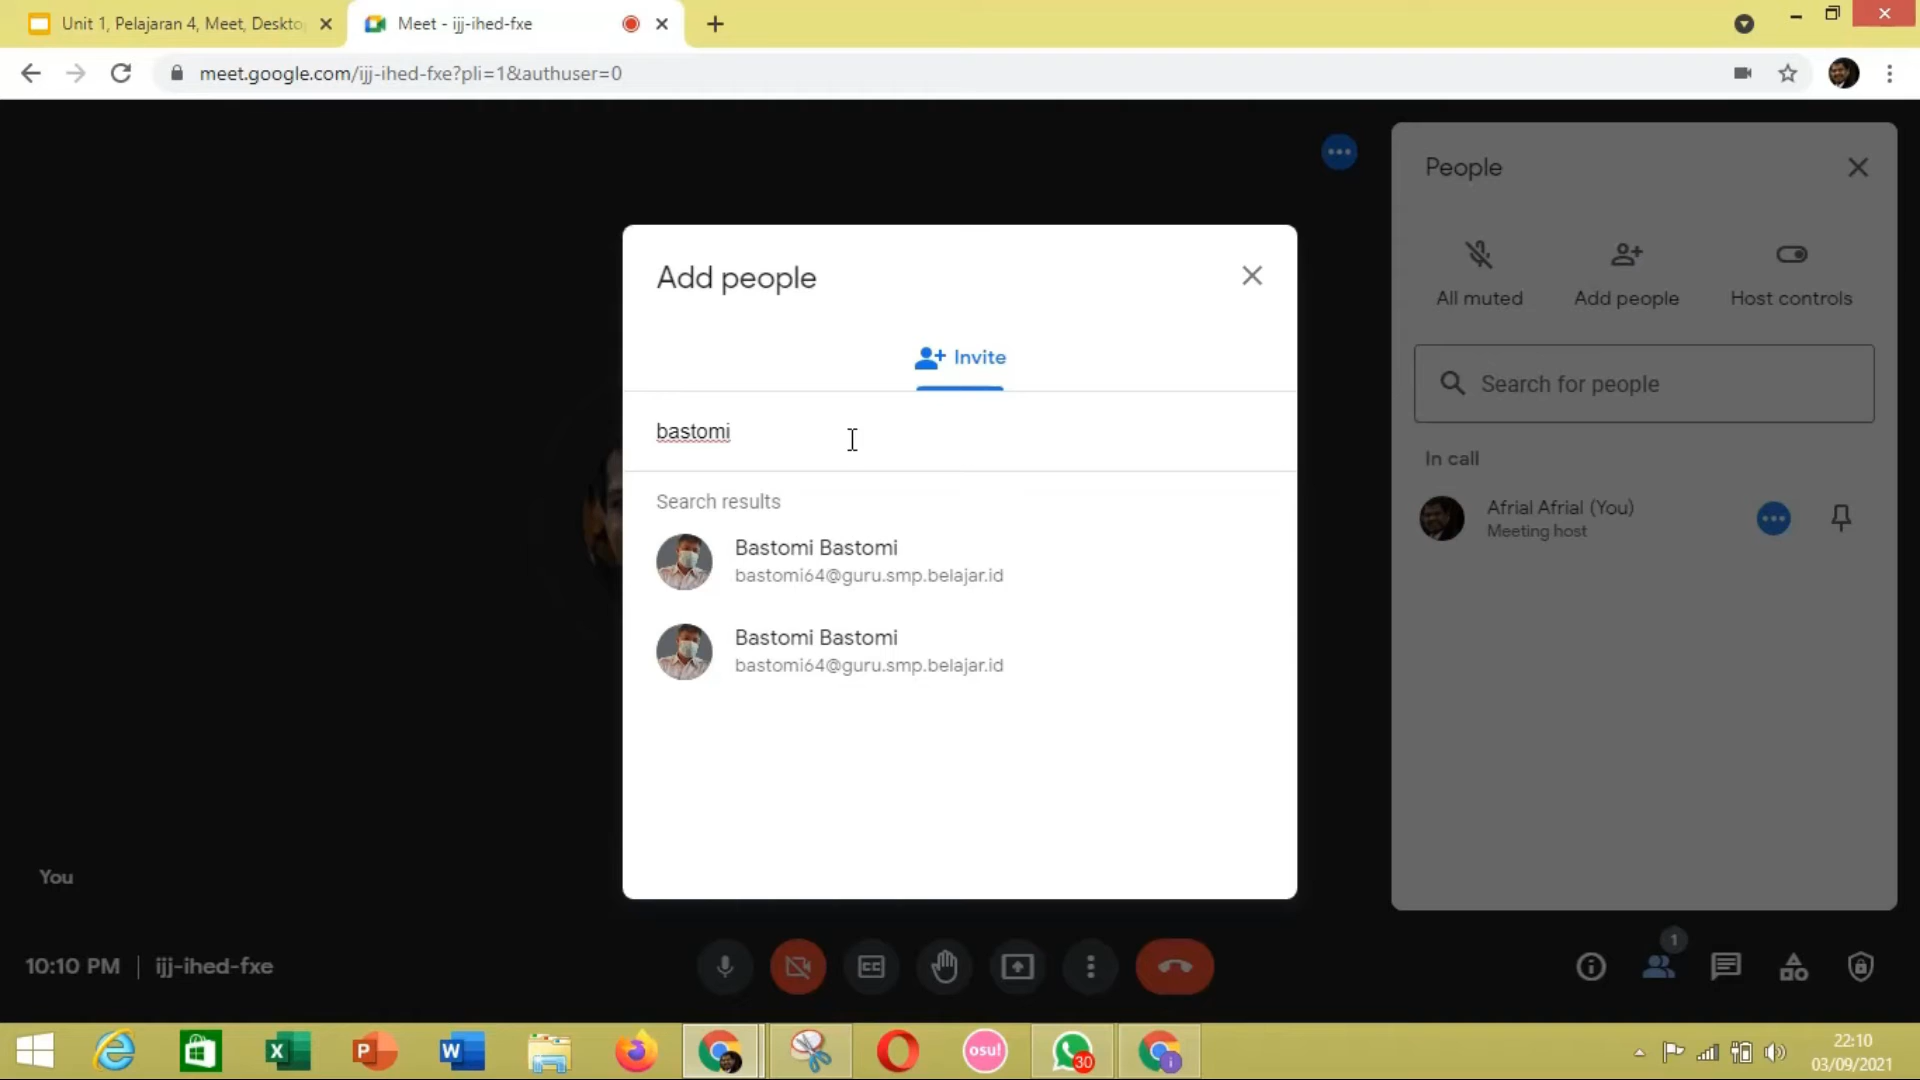 Unit 1, Pelajaran 4, Meet, Deskto
Meet - ijj-ihed-fxe
meet.google.com/ijj-ihed-fxe?pli=1&authuser=0
People
All muted
Add people
Host controls
Search for people
In call
Afrial Afrial (You)
Meeting host
Add people
Invite
bastomi
Search results
Bastomi Bastomi
bastomi64@guru.smp.belajar.id
Bastomi Bastomi
bastomi64@guru.smp.belajar.id
You
10:10 PM | ijj-ihed-fxe
CC
1
osu!
30
22:10
03/09/2021